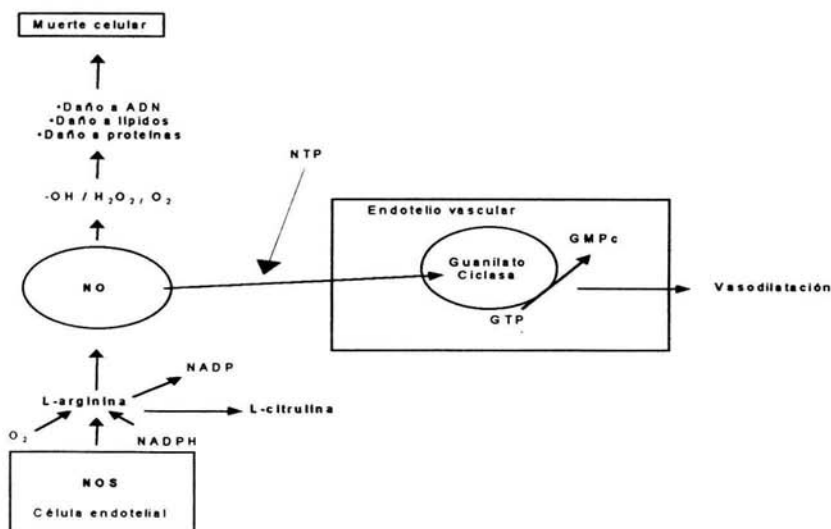 Muerte celular
•Daño a ADN
•Daño a lípidos
•Daño a proteínas
NTP
-OH / H₂O₂ / O₂
Endotelio vascular
GMPc
Guanilato
Ciclasa
NO
Vasodilatación
GTP
NADP
L-arginina
L-citrulina
O₂
NADPH
NOS
Célula endotelial